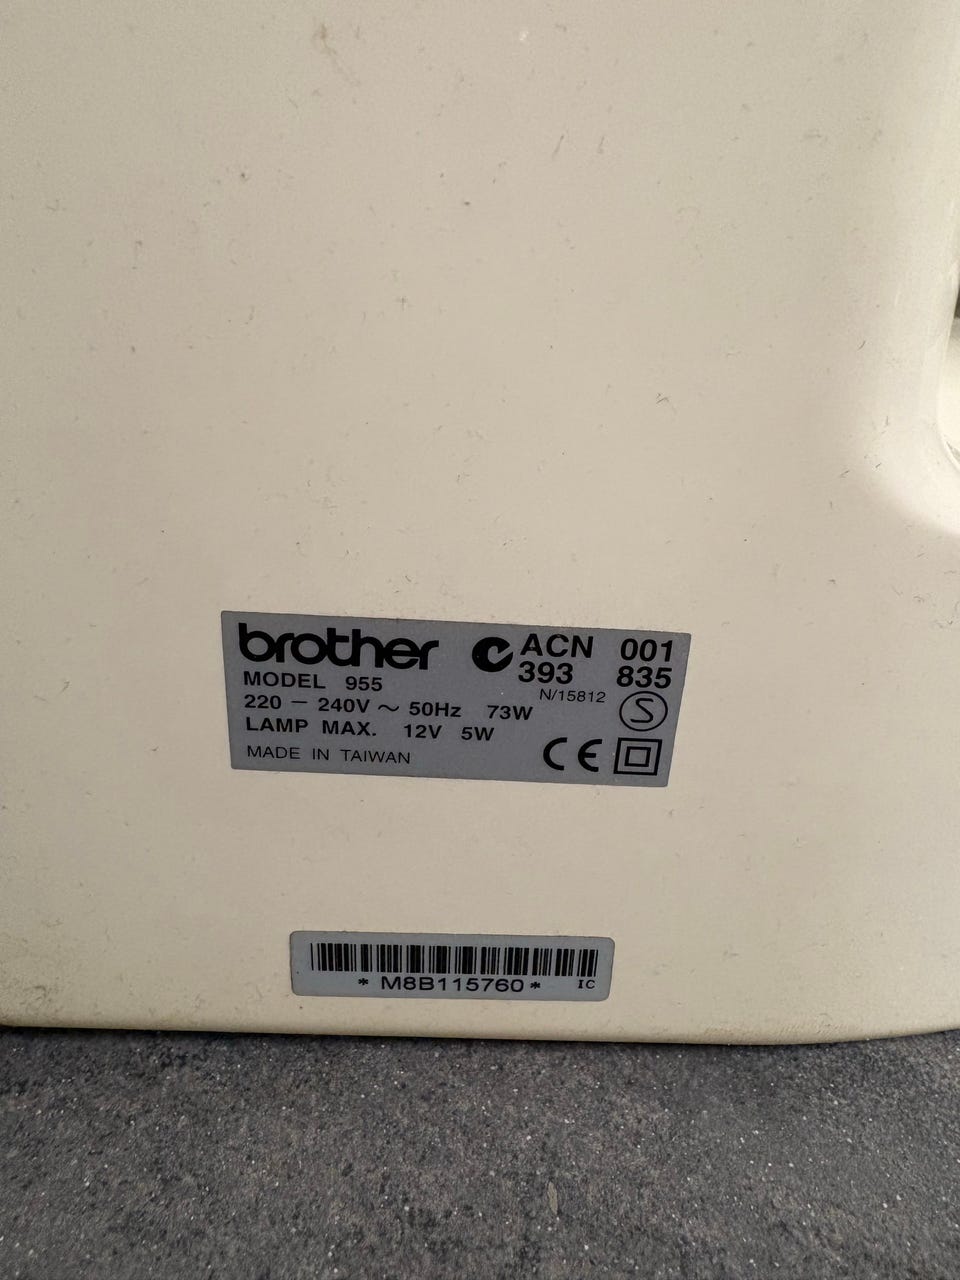 brother ACN 001
393 835
MODEL 955
N/15812
220 – 240V ~ 50Hz 73W
S
LAMP MAX. 12V 5W
MADE IN TAIWAN
CE
* M8B115760 * IC